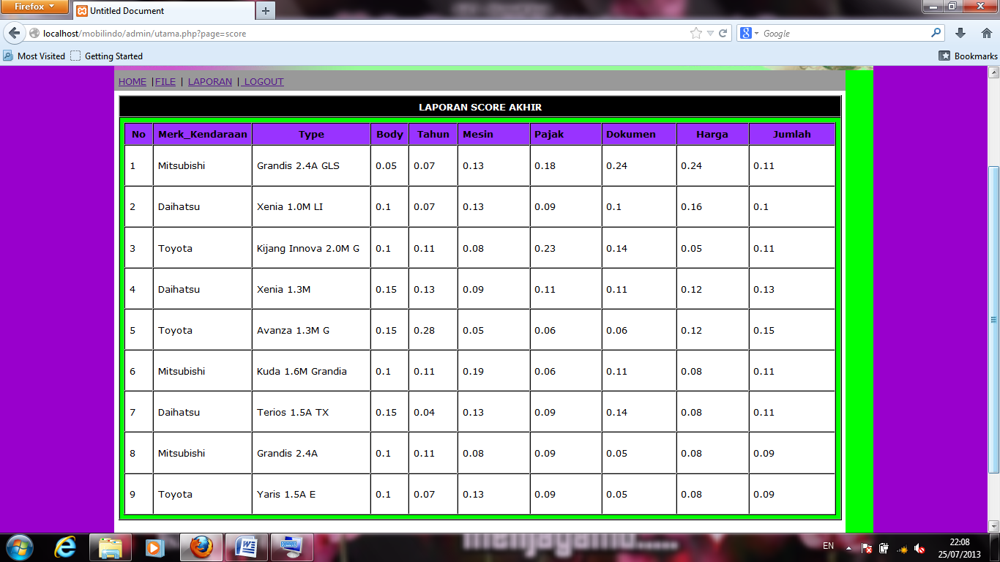 Firefox
Untitled Document
localhost/mobilindo/admin/utama.php?page=score
Google
Most Visited Getting Started Bookmarks
HOME |FILE | LAPORAN | LOGOUT
LAPORAN SCORE AKHIR
No Merk_Kendaraan Type Body Tahun Mesin Pajak Dokumen Harga Jumlah
1 Mitsubishi Grandis 2.4A GLS 0.05 0.07 0.13 0.18 0.24 0.24 0.11
2 Daihatsu Xenia 1.0M LI 0.1 0.07 0.13 0.09 0.1 0.16 0.1
3 Toyota Kijang Innova 2.0M G 0.1 0.11 0.08 0.23 0.14 0.05 0.11
4 Daihatsu Xenia 1.3M 0.15 0.13 0.09 0.11 0.11 0.12 0.13
5 Toyota Avanza 1.3M G 0.15 0.28 0.05 0.06 0.06 0.12 0.15
6 Mitsubishi Kuda 1.6M Grandia 0.1 0.11 0.19 0.06 0.11 0.08 0.11
7 Daihatsu Terios 1.5A TX 0.15 0.04 0.13 0.09 0.14 0.08 0.11
8 Mitsubishi Grandis 2.4A 0.1 0.11 0.08 0.09 0.05 0.08 0.09
9 Toyota Yaris 1.5A E 0.1 0.07 0.13 0.09 0.05 0.08 0.09
EN
22:08
25/07/2013